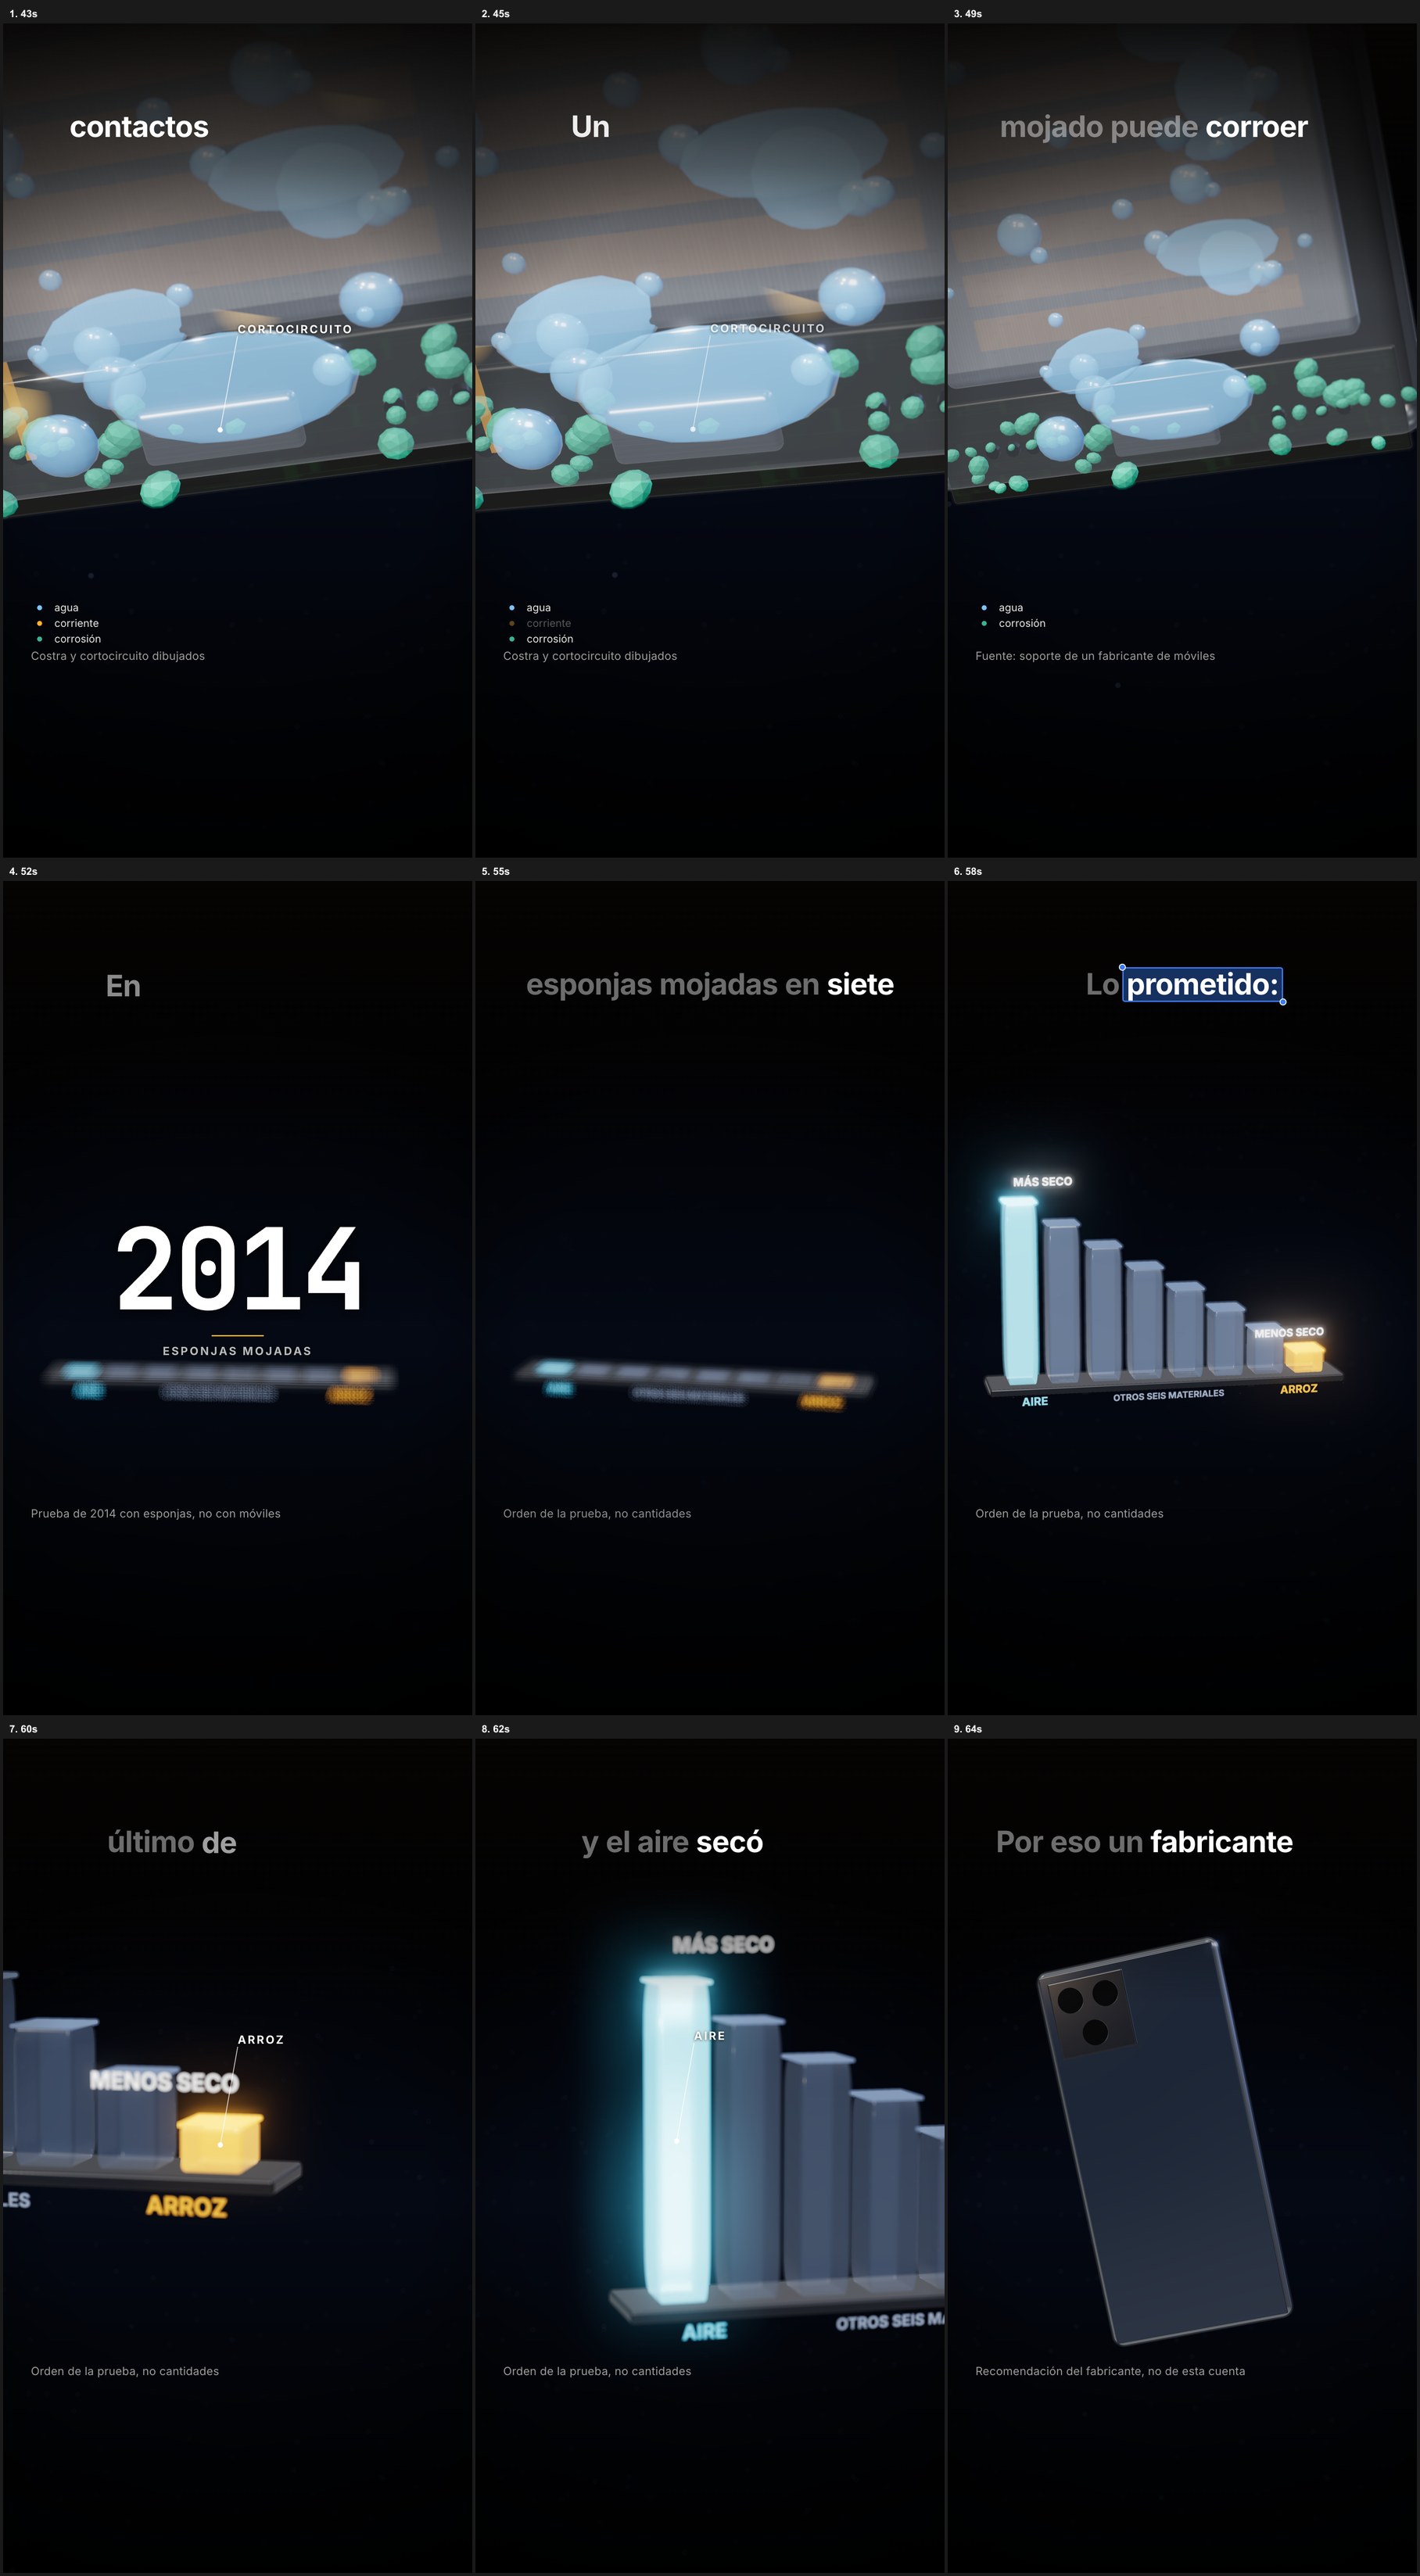 1. 43s
contactos
CORTOCIRCUITO
agua
corriente
corrosión
Costra y cortocircuito dibujados
2. 45s
Un
CORTOCIRCUITO
agua
corriente
corrosión
Costra y cortocircuito dibujados
3. 49s
mojado puede corroer
agua
corrosión
Fuente: soporte de un fabricante de móviles
4. 52s
En
2014
ESPONJAS MOJADAS
Prueba de 2014 con esponjas, no con móviles
5. 55s
esponjas mojadas en siete
Orden de la prueba, no cantidades
6. 58s
Lo prometido:
MÁS SECO
MENOS SECO
AIRE
OTROS SEIS MATERIALES
ARROZ
Orden de la prueba, no cantidades
7. 60s
último de
ARROZ
MENOS SECO
LES
ARROZ
Orden de la prueba, no cantidades
8. 62s
y el aire secó
MÁS SECO
AIRE
AIRE
OTROS SEIS MA
Orden de la prueba, no cantidades
9. 64s
Por eso un fabricante
Recomendación del fabricante, no de esta cuenta